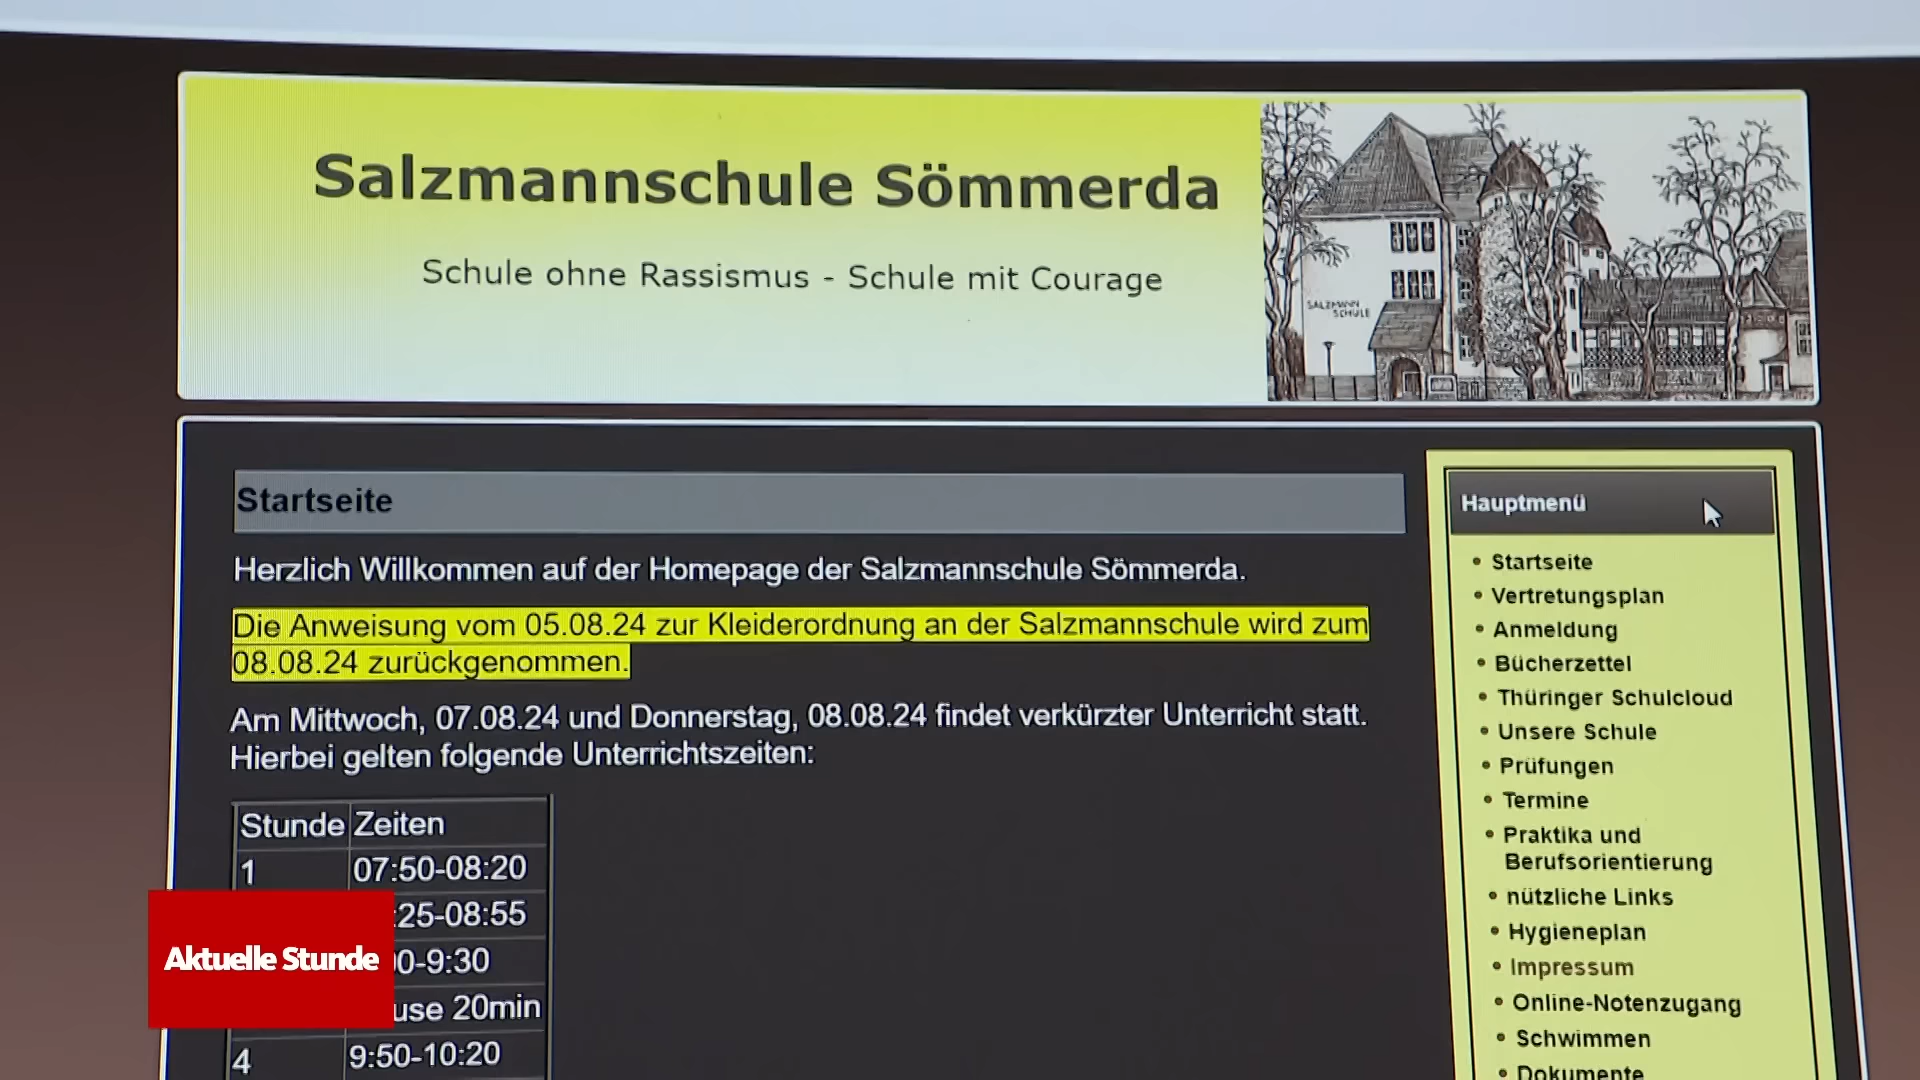 Salzmannschule Sömmerda
Schule ohne Rassismus - Schule mit Courage
SALZMANN
SCHULE
Startseite
Herzlich Willkommen auf der Homepage der Salzmannschule Sömmerda.
Die Anweisung vom 05.08.24 zur Kleiderordnung an der Salzmannschule wird zum
08.08.24 zurückgenommen.
Am Mittwoch, 07.08.24 und Donnerstag, 08.08.24 findet verkürzter Unterricht statt.
Hierbei gelten folgende Unterrichtszeiten:
Stunde Zeiten
1 07:50-08:20
:25-08:55
0-9:30
use 20min
4 9:50-10:20
Hauptmenü
• Startseite
• Vertretungsplan
• Anmeldung
• Bücherzettel
• Thüringer Schulcloud
• Unsere Schule
• Prüfungen
• Termine
• Praktika und
Berufsorientierung
• nützliche Links
• Hygieneplan
• Impressum
• Online-Notenzugang
• Schwimmen
• Dokumente
Aktuelle Stunde